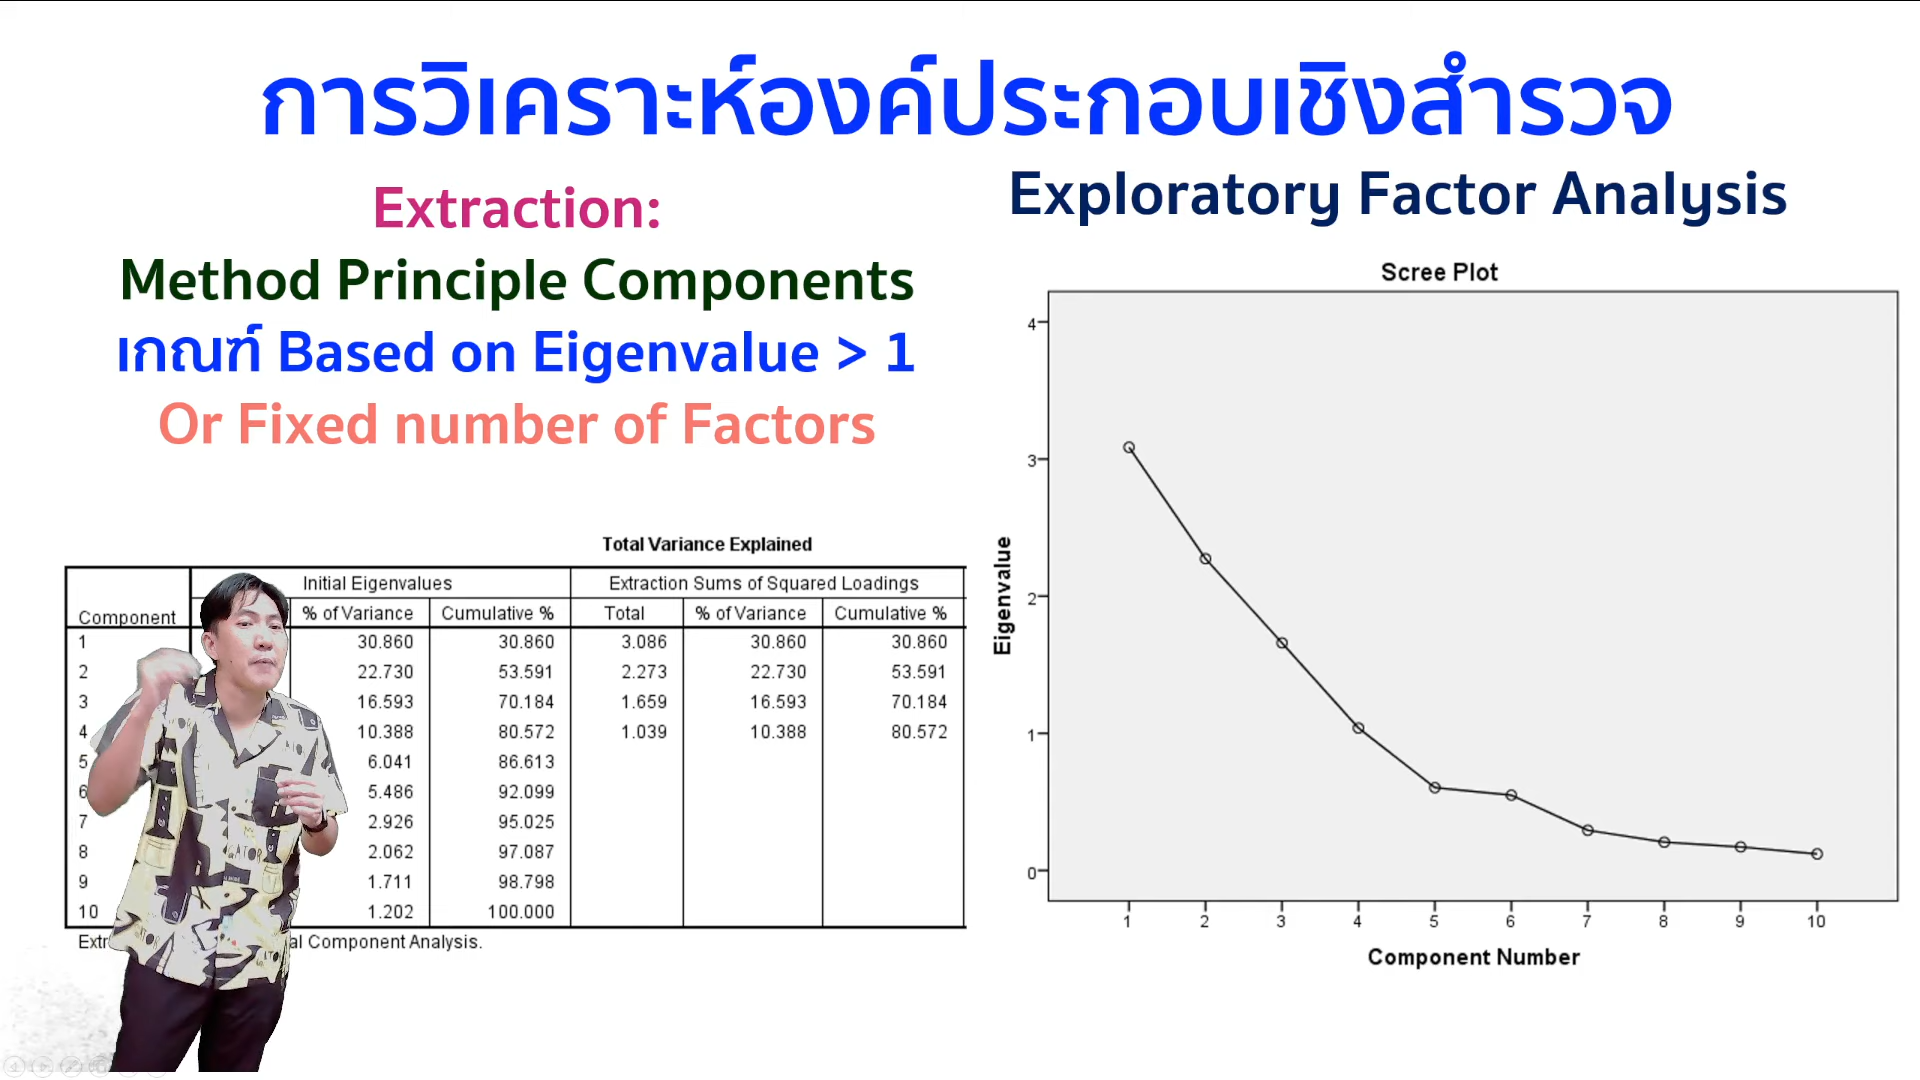 การวิเคราะห์องค์ประกอบเชิงสำรวจ
Extraction:
Method Principle Components
เกณฑ์ Based on Eigenvalue > 1
Or Fixed number of Factors
Exploratory Factor Analysis
Total Variance Explained
Initial Eigenvalues Extraction Sums of Squared Loadings
Component % of Variance Cumulative % Total % of Variance Cumulative %
1 30.860 30.860 3.086 30.860 30.860
2 22.730 53.591 2.273 22.730 53.591
3 16.593 70.184 1.659 16.593 70.184
4 10.388 80.572 1.039 10.388 80.572
5 6.041 86.613
6 5.486 92.099
7 2.926 95.025
8 2.062 97.087
9 1.711 98.798
10 1.202 100.000
Component Analysis.
Scree Plot
Eigenvalue
4
3
2
1
0
1 2 3 4 5 6 7 8 9 10
Component Number